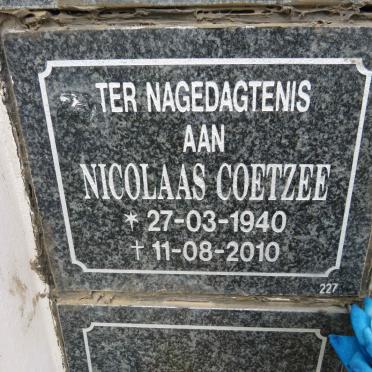 TER NAGEDAGTENIS
AAN
NICOLAAS COETZEE
* 27-03-1940
† 11-08-2010
227